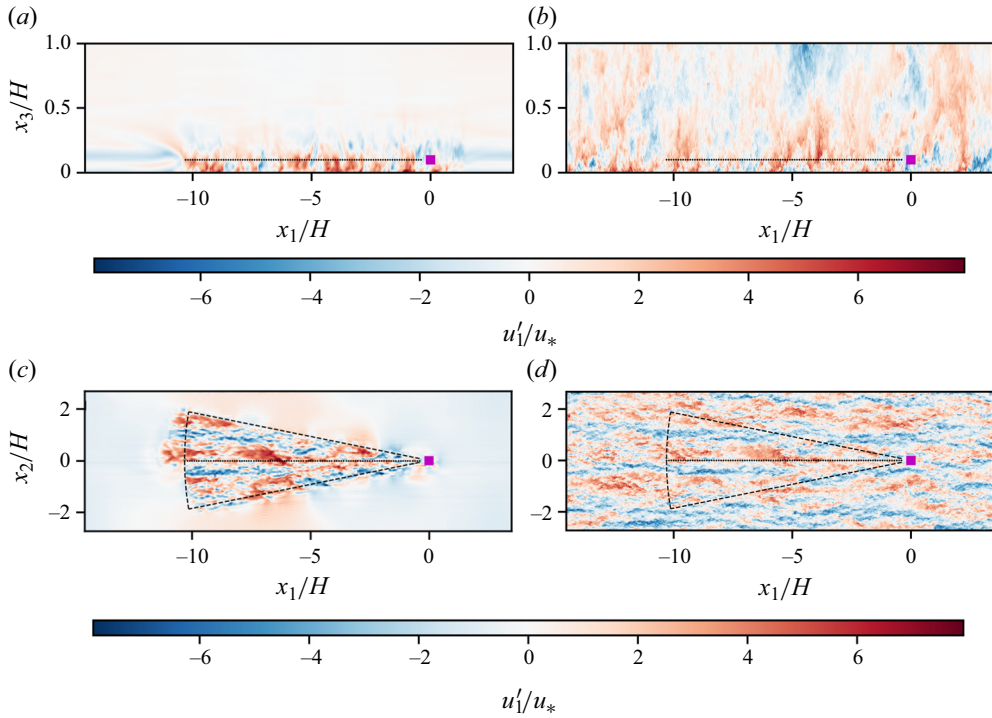 (a) (b)
1.0 1.0
x₃/H 0.5 0.5
0 0
−10 −5 0 −10 −5 0
x₁/H x₁/H
−6 −4 −2 0 2 4 6
u′₁/u*
(c) (d)
2 2
x₂/H 0 0
−2 −2
−10 −5 0 −10 −5 0
x₁/H x₁/H
−6 −4 −2 0 2 4 6
u′₁/u*